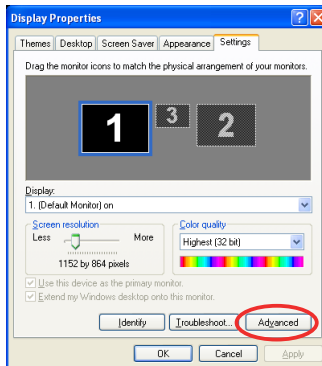 Display Properties
Themes Desktop Screen Saver Appearance Settings
Drag the monitor icons to match the physical arrangement of your monitors.
1 3 2
Display:
1. (Default Monitor) on
Screen resolution
Less More
1152 by 864 pixels
Color quality
Highest (32 bit)
Use this device as the primary monitor.
Extend my Windows desktop onto this monitor.
Identify Troubleshoot... Advanced
OK Cancel Apply